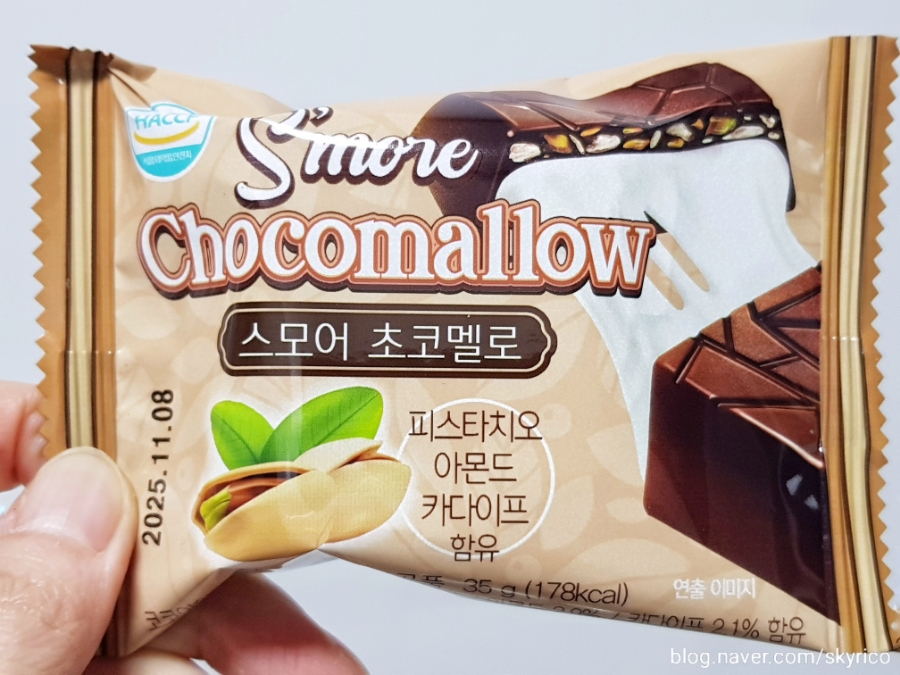 HACCP
S'more
Chocomallow
스모어 초코멜로
2025.11.08
피스타치오
아몬드
카다이프
함유
35 g (178kcal)
연출 이미지
카다이프 2.1% 함유
blog.naver.com/skyrico